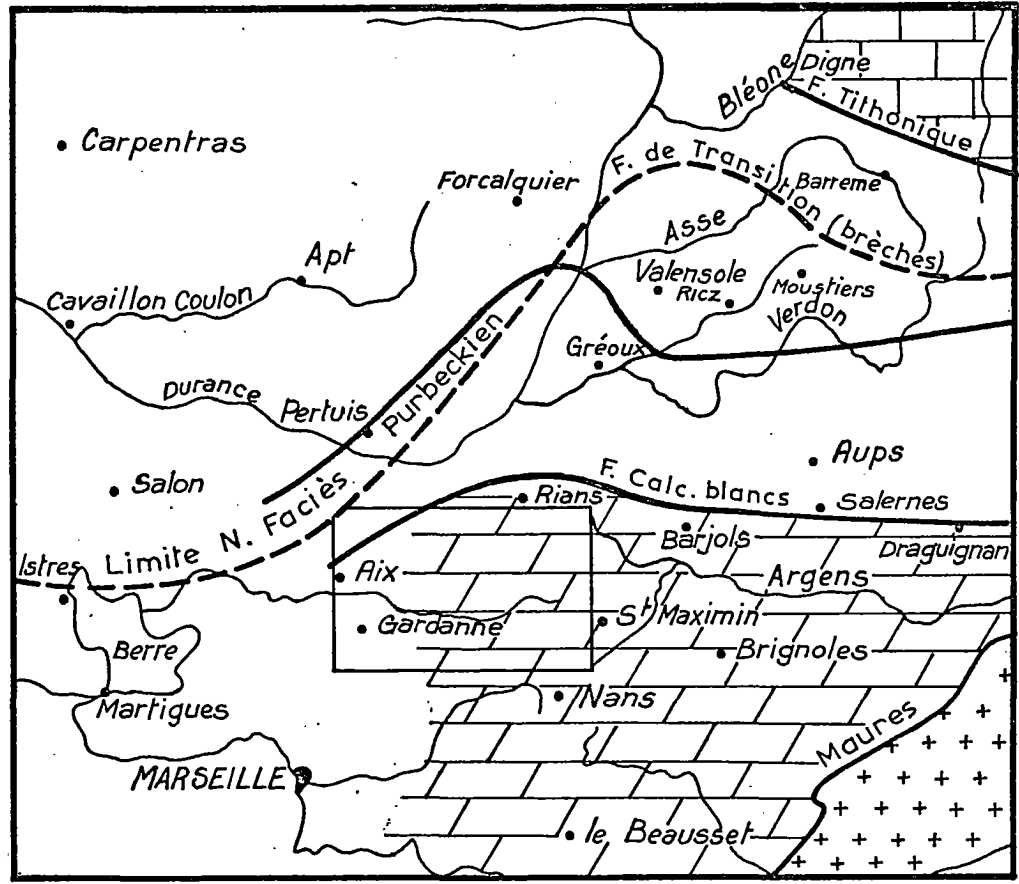 Digne
Bléone
F. Tithonique
Carpentras
F. de Transition (brèches)
Forcalquier
Barreme
Asse
Apt
Valensole
Ricz
Moustiers
Cavaillon Coulon
Verdon
Gréoux
Durance
Pertuis
Limite N. Faciès Purbeckien
Aups
Salon
F. Calc. blancs
Rians
Salernes
Barjols
Draguignan
Istres
Aix
Argens
Gardanne
St Maximin
Berre
Brignoles
Nans
Martigues
Maures
MARSEILLE
le Beausset